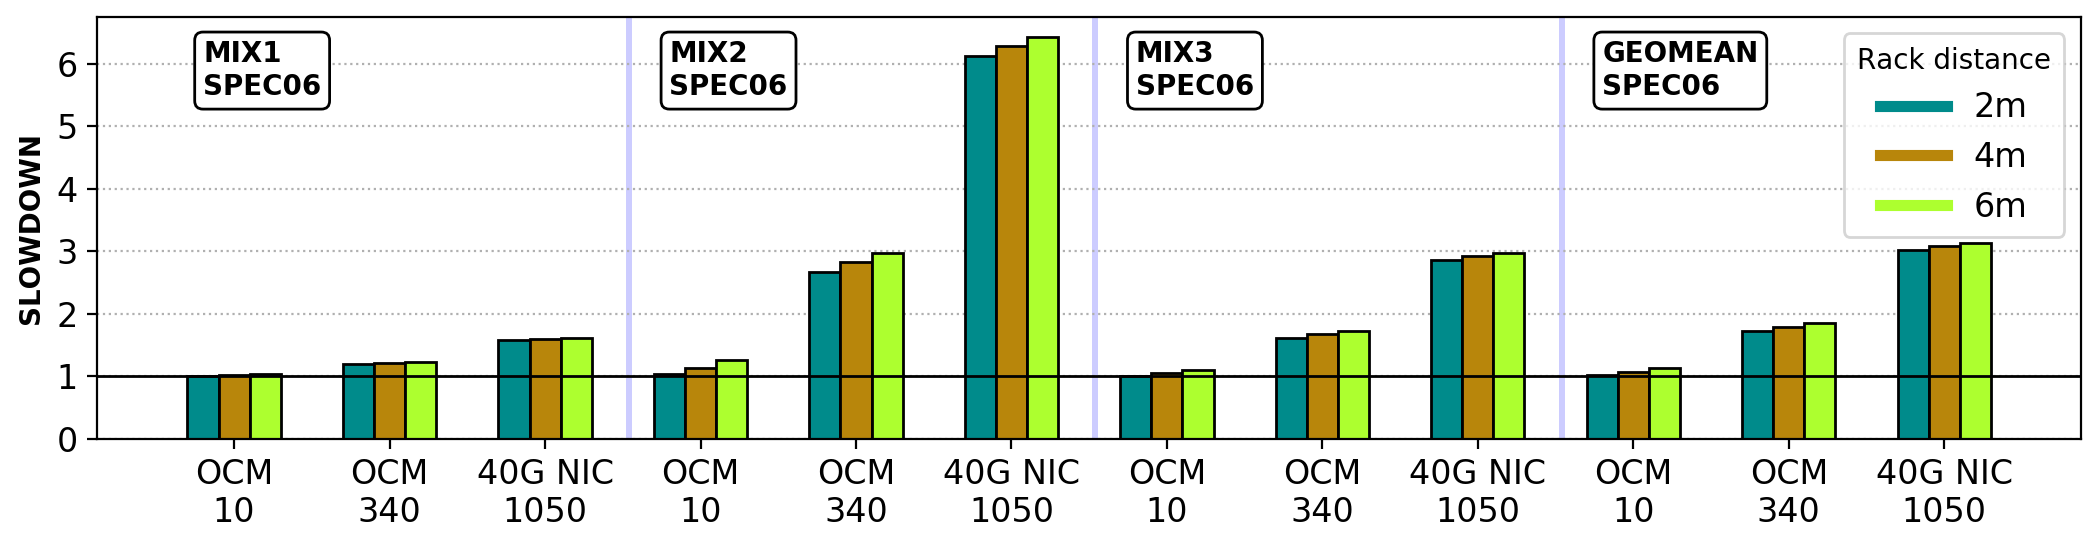 MIX1
SPEC06
MIX2
SPEC06
MIX3
SPEC06
GEOMEAN
SPEC06
Rack distance
2m
4m
6m
SLOWDOWN
6
5
4
3
2
1
0
OCM
10
OCM
340
40G NIC
1050
OCM
10
OCM
340
40G NIC
1050
OCM
10
OCM
340
40G NIC
1050
OCM
10
OCM
340
40G NIC
1050